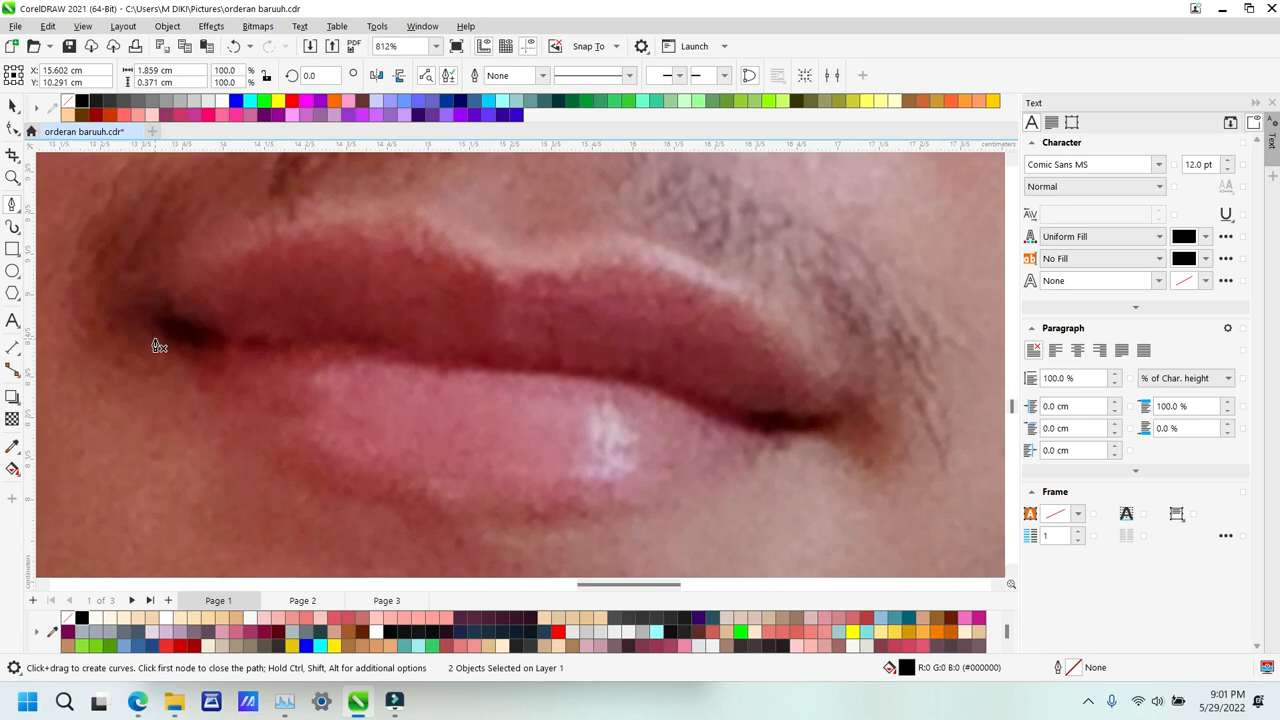 CorelDRAW 2021 (64-Bit) - C:\Users\M DIKI\Pictures\orderan baruuh.cdr
File Edit View Layout Object Effects Bitmaps Text Table Tools Window Help
PDF 812% Snap To Launch
X: 15.602 cm 1.859 cm 100.0 % 0.0 None
Y: 10.291 cm 0.371 cm 100.0 %
orderan baruuh.cdr*
centimeters
Text
Character
Comic Sans MS 12.0 pt
Normal
Uniform Fill
No Fill
None
Paragraph
100.0 % % of Char. height
0.0 cm 100.0 %
0.0 cm 0.0 %
0.0 cm
Frame
1
1 of 3 Page 1 Page 2 Page 3
Click+drag to create curves. Click first node to close the path; Hold Ctrl, Shift, Alt for additional options 2 Objects Selected on Layer 1 R:0 G:0 B:0 (#000000) None
9:01 PM
5/29/2022